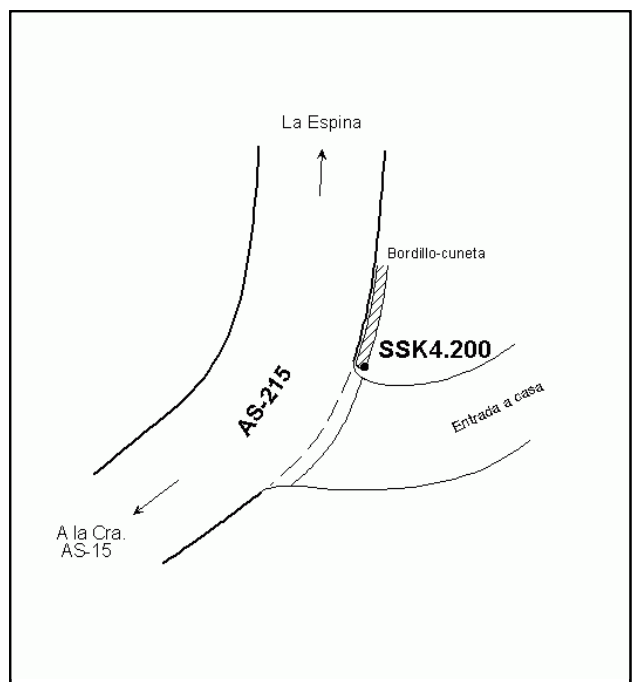 La Espina
Bordillo-cuneta
SSK4.200
AS-215
Entrada a casa
A la Cra.
AS-15